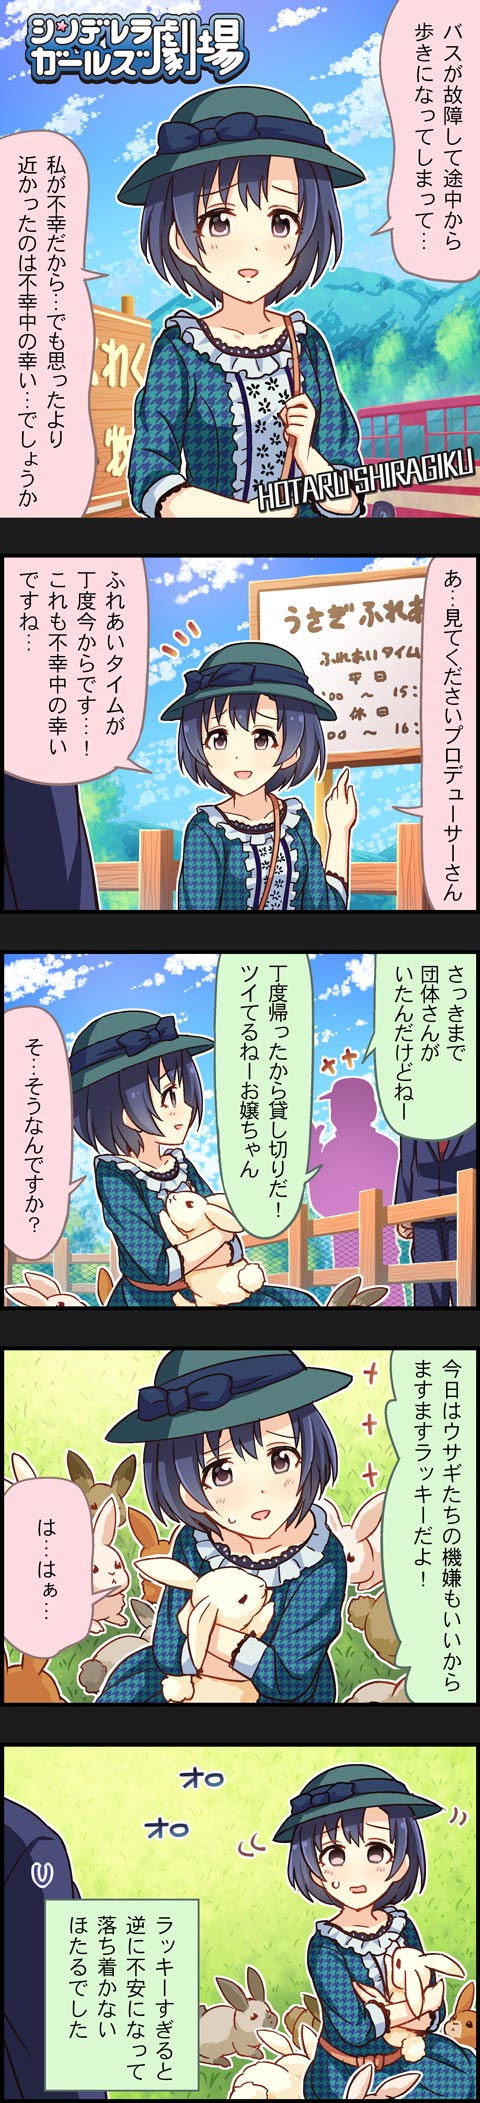 シンデレラ
ガールズ劇場
バスが故障して途中から
歩きになってしまって…
私が不幸だから…でも思ったより
近かったのは不幸中の幸い…でしょうか
HOTARU SHIRAGIKU
あ…見てくださいプロデューサーさん
うさぎふれあ
ふれあいタイム
平日
:00 〜 15:
休日
:00 〜 16:
ふれあいタイムが
丁度今からです…！
これも不幸中の幸い
ですね…
さっきまで
団体さんが
いたんだけどねー
丁度帰ったから貸し切りだ！
ツイてるねーお嬢ちゃん
そ…そうなんですか？
今日はウサギたちの機嫌もいいから
ますますラッキーだよ！
は…はぁ…
オロ
オロ
ラッキーすぎると
逆に不安になって
落ち着かない
ほたるでした